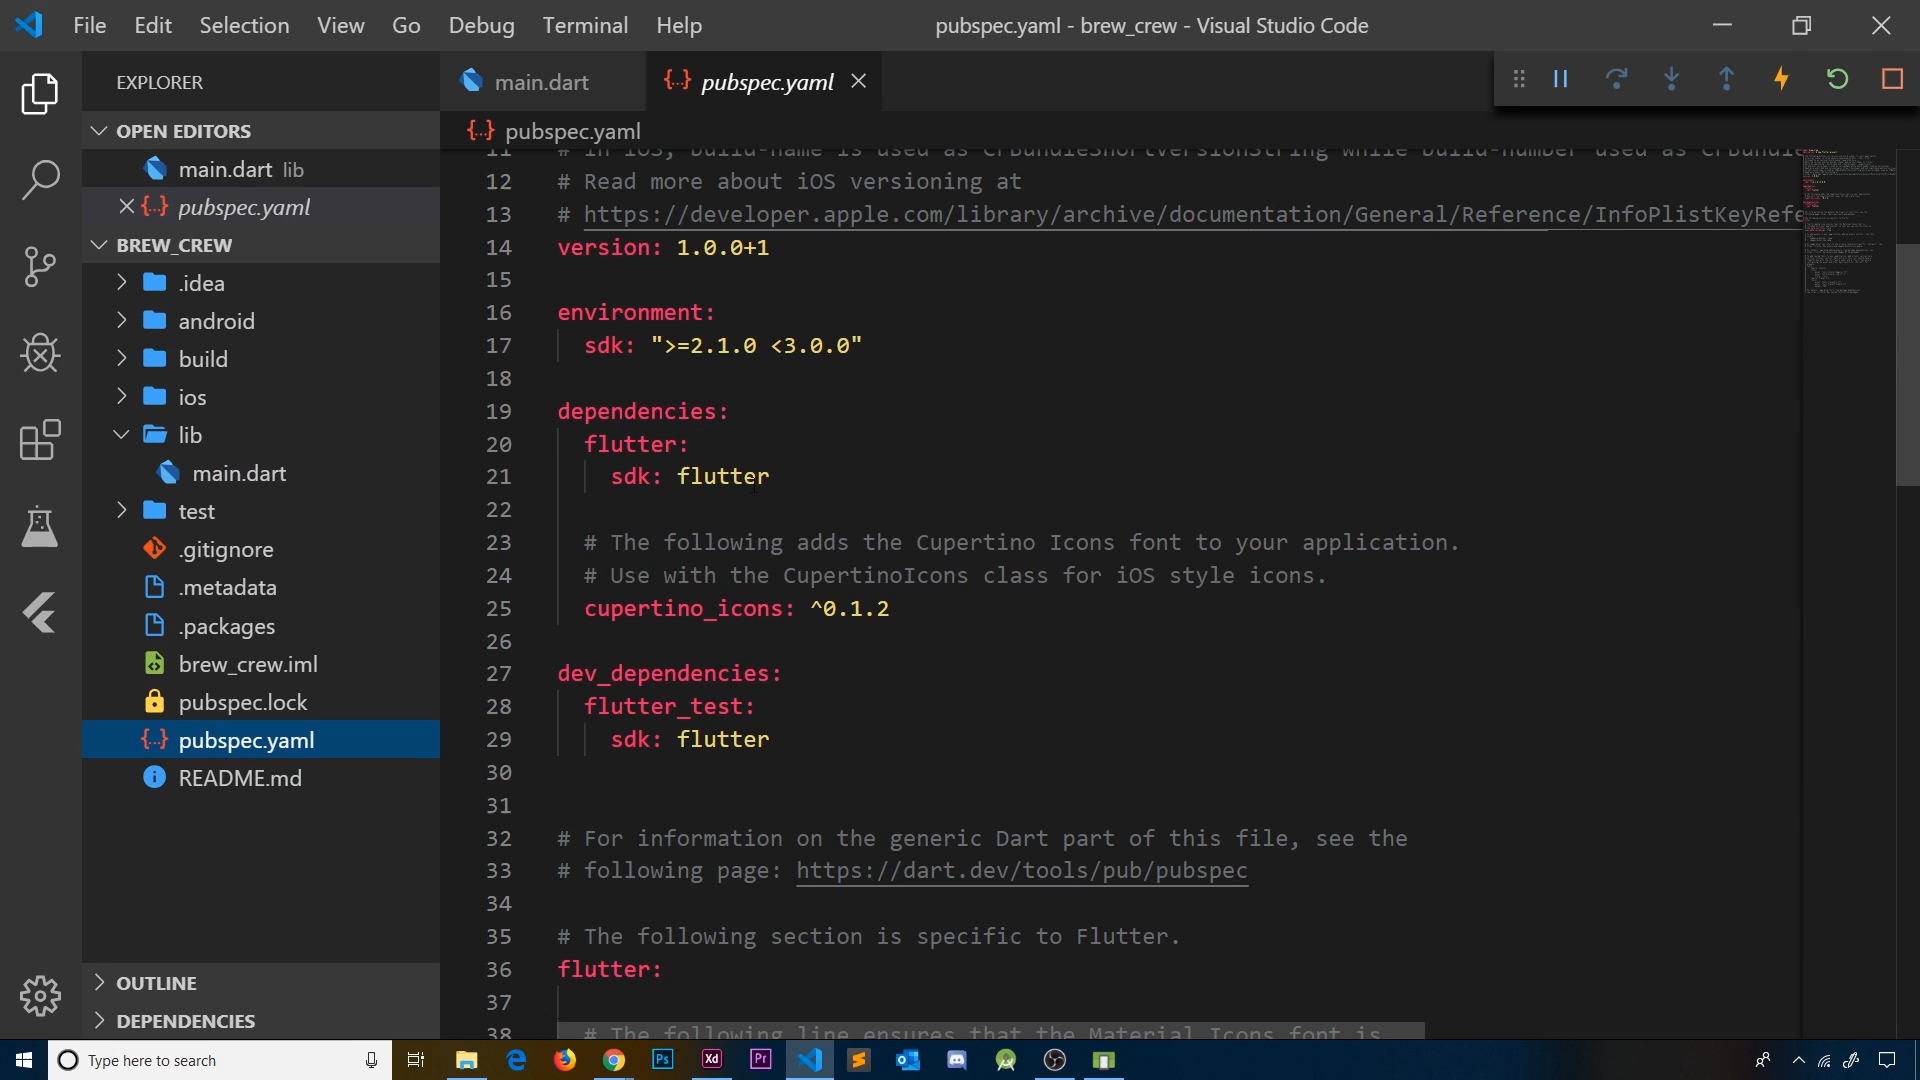 File Edit Selection View Go Debug Terminal Help
pubspec.yaml - brew_crew - Visual Studio Code
EXPLORER
OPEN EDITORS
main.dart lib
pubspec.yaml
BREW_CREW
.idea
android
build
ios
lib
main.dart
test
.gitignore
.metadata
.packages
brew_crew.iml
pubspec.lock
pubspec.yaml
README.md
OUTLINE
DEPENDENCIES
main.dart
pubspec.yaml
pubspec.yaml
11 # In iOS, build-name is used as CFBundleShortVersionString while build-number used as CFBundle
12 # Read more about iOS versioning at
13 # https://developer.apple.com/library/archive/documentation/General/Reference/InfoPlistKeyRefe
14 version: 1.0.0+1
15
16 environment:
17 sdk: ">=2.1.0 <3.0.0"
18
19 dependencies:
20 flutter:
21 sdk: flutter
22
23 # The following adds the Cupertino Icons font to your application.
24 # Use with the CupertinoIcons class for iOS style icons.
25 cupertino_icons: ^0.1.2
26
27 dev_dependencies:
28 flutter_test:
29 sdk: flutter
30
31
32 # For information on the generic Dart part of this file, see the
33 # following page: https://dart.dev/tools/pub/pubspec
34
35 # The following section is specific to Flutter.
36 flutter:
37
38 # The following line ensures that the Material Icons font is
Type here to search
Ps
Xd
Pr